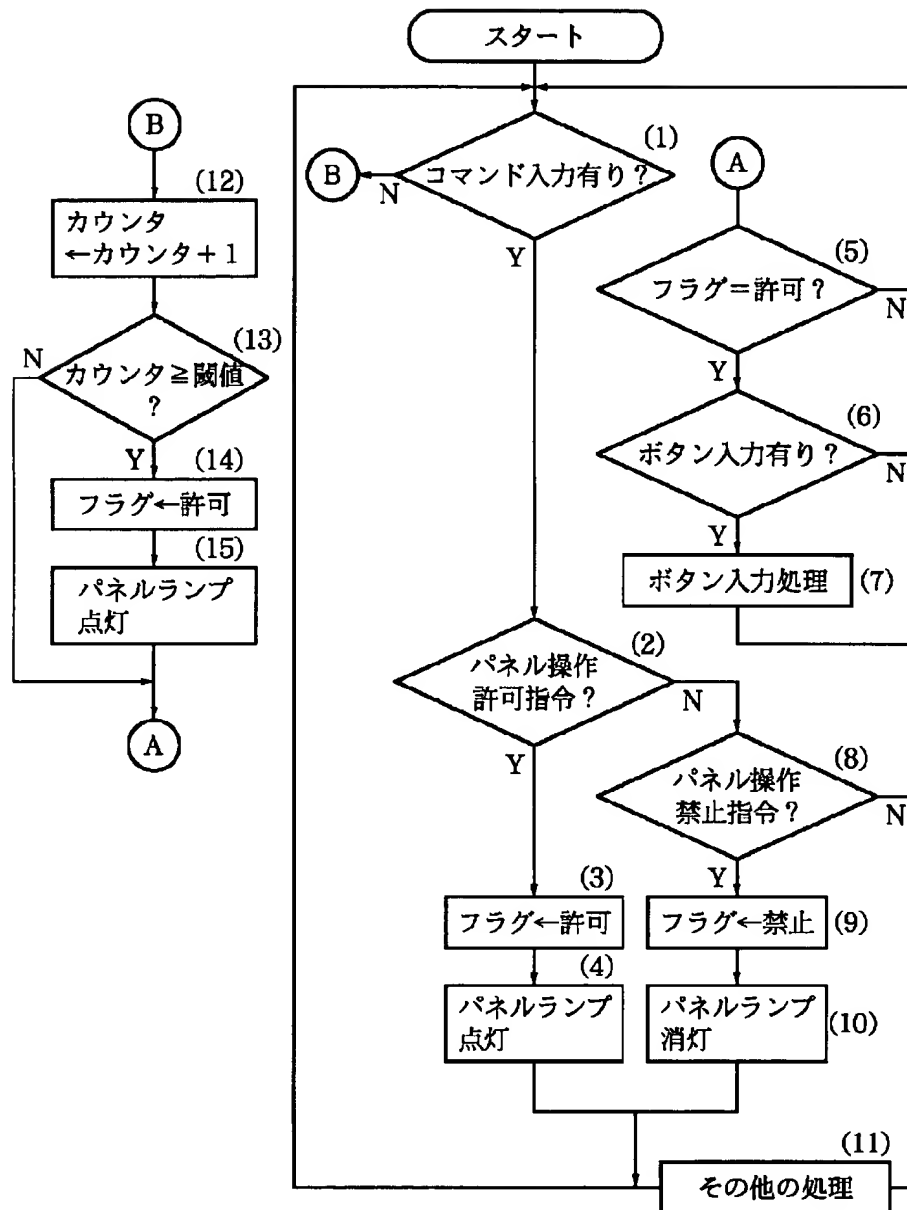 スタート
B
(12)
カウンタ
←カウンタ＋1
(13)
N
カウンタ≧閾値
？
Y
(14)
フラグ←許可
(15)
パネルランプ
点灯
A
(1)
コマンド入力有り？
B
N
Y
A
(5)
フラグ＝許可？
N
Y
(6)
ボタン入力有り？
N
Y
ボタン入力処理
(7)
(2)
パネル操作
許可指令？
N
Y
(8)
パネル操作
禁止指令？
N
Y
(3)
フラグ←許可
(4)
パネルランプ
点灯
フラグ←禁止
(9)
パネルランプ
消灯
(10)
(11)
その他の処理